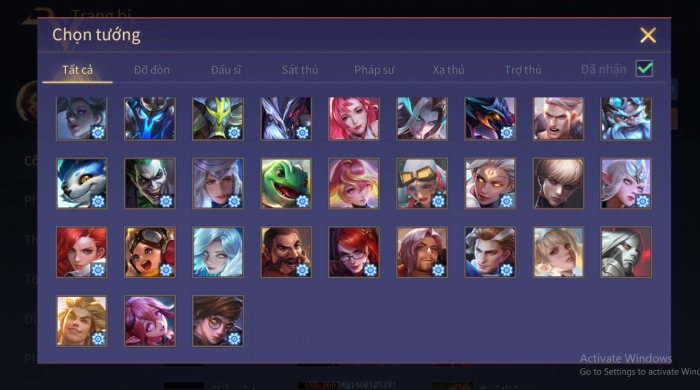 Trang bị
Chọn tướng
Tất cả
Đỡ đòn
Đấu sĩ
Sát thủ
Pháp sư
Xạ thủ
Trợ thủ
Đã nhận
Activate Windows
Go to Settings to activate Win